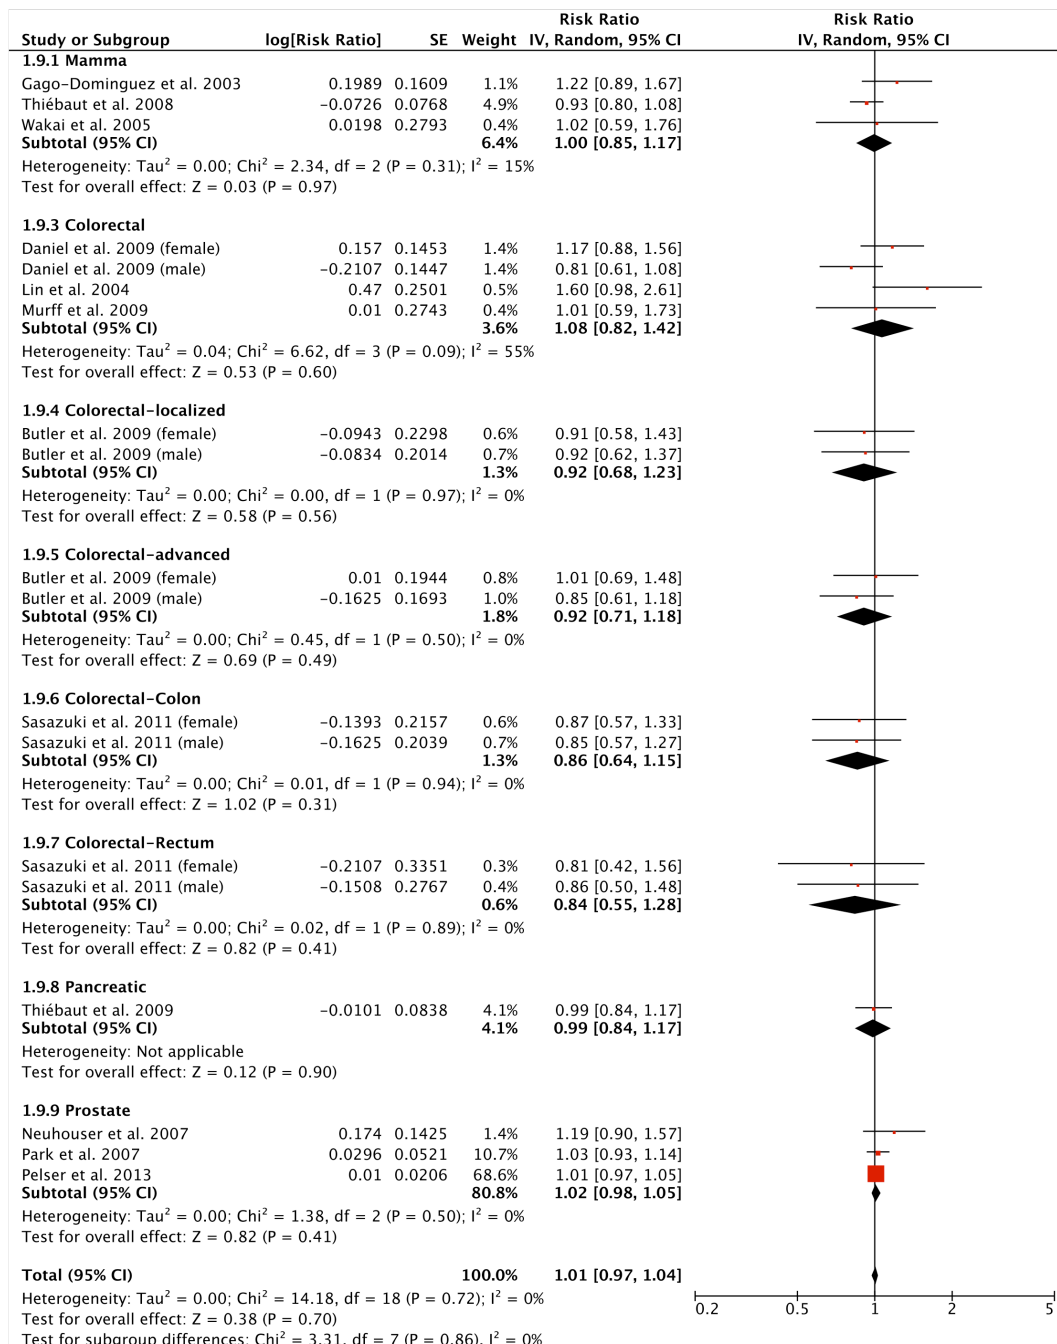 Risk Ratio Risk Ratio
Study or Subgroup log[Risk Ratio] SE Weight IV, Random, 95% CI IV, Random, 95% CI
1.9.1 Mamma
Gago-Dominguez et al. 2003 0.1989 0.1609 1.1% 1.22 [0.89, 1.67]
Thiébaut et al. 2008 −0.0726 0.0768 4.9% 0.93 [0.80, 1.08]
Wakai et al. 2005 0.0198 0.2793 0.4% 1.02 [0.59, 1.76]
Subtotal (95% CI) 6.4% 1.00 [0.85, 1.17]
Heterogeneity: Tau² = 0.00; Chi² = 2.34, df = 2 (P = 0.31); I² = 15%
Test for overall effect: Z = 0.03 (P = 0.97)
1.9.3 Colorectal
Daniel et al. 2009 (female) 0.157 0.1453 1.4% 1.17 [0.88, 1.56]
Daniel et al. 2009 (male) −0.2107 0.1447 1.4% 0.81 [0.61, 1.08]
Lin et al. 2004 0.47 0.2501 0.5% 1.60 [0.98, 2.61]
Murff et al. 2009 0.01 0.2743 0.4% 1.01 [0.59, 1.73]
Subtotal (95% CI) 3.6% 1.08 [0.82, 1.42]
Heterogeneity: Tau² = 0.04; Chi² = 6.62, df = 3 (P = 0.09); I² = 55%
Test for overall effect: Z = 0.53 (P = 0.60)
1.9.4 Colorectal-localized
Butler et al. 2009 (female) −0.0943 0.2298 0.6% 0.91 [0.58, 1.43]
Butler et al. 2009 (male) −0.0834 0.2014 0.7% 0.92 [0.62, 1.37]
Subtotal (95% CI) 1.3% 0.92 [0.68, 1.23]
Heterogeneity: Tau² = 0.00; Chi² = 0.00, df = 1 (P = 0.97); I² = 0%
Test for overall effect: Z = 0.58 (P = 0.56)
1.9.5 Colorectal-advanced
Butler et al. 2009 (female) 0.01 0.1944 0.8% 1.01 [0.69, 1.48]
Butler et al. 2009 (male) −0.1625 0.1693 1.0% 0.85 [0.61, 1.18]
Subtotal (95% CI) 1.8% 0.92 [0.71, 1.18]
Heterogeneity: Tau² = 0.00; Chi² = 0.45, df = 1 (P = 0.50); I² = 0%
Test for overall effect: Z = 0.69 (P = 0.49)
1.9.6 Colorectal-Colon
Sasazuki et al. 2011 (female) −0.1393 0.2157 0.6% 0.87 [0.57, 1.33]
Sasazuki et al. 2011 (male) −0.1625 0.2039 0.7% 0.85 [0.57, 1.27]
Subtotal (95% CI) 1.3% 0.86 [0.64, 1.15]
Heterogeneity: Tau² = 0.00; Chi² = 0.01, df = 1 (P = 0.94); I² = 0%
Test for overall effect: Z = 1.02 (P = 0.31)
1.9.7 Colorectal-Rectum
Sasazuki et al. 2011 (female) −0.2107 0.3351 0.3% 0.81 [0.42, 1.56]
Sasazuki et al. 2011 (male) −0.1508 0.2767 0.4% 0.86 [0.50, 1.48]
Subtotal (95% CI) 0.6% 0.84 [0.55, 1.28]
Heterogeneity: Tau² = 0.00; Chi² = 0.02, df = 1 (P = 0.89); I² = 0%
Test for overall effect: Z = 0.82 (P = 0.41)
1.9.8 Pancreatic
Thiébaut et al. 2009 −0.0101 0.0838 4.1% 0.99 [0.84, 1.17]
Subtotal (95% CI) 4.1% 0.99 [0.84, 1.17]
Heterogeneity: Not applicable
Test for overall effect: Z = 0.12 (P = 0.90)
1.9.9 Prostate
Neuhouser et al. 2007 0.174 0.1425 1.4% 1.19 [0.90, 1.57]
Park et al. 2007 0.0296 0.0521 10.7% 1.03 [0.93, 1.14]
Pelser et al. 2013 0.01 0.0206 68.6% 1.01 [0.97, 1.05]
Subtotal (95% CI) 80.8% 1.02 [0.98, 1.05]
Heterogeneity: Tau² = 0.00; Chi² = 1.38, df = 2 (P = 0.50); I² = 0%
Test for overall effect: Z = 0.82 (P = 0.41)
Total (95% CI) 100.0% 1.01 [0.97, 1.04]
Heterogeneity: Tau² = 0.00; Chi² = 14.18, df = 18 (P = 0.72); I² = 0%
0.2 0.5 1 2 5
Test for overall effect: Z = 0.38 (P = 0.70)
Test for subgroup differences: Chi² = 3.31, df = 7 (P = 0.86), I² = 0%